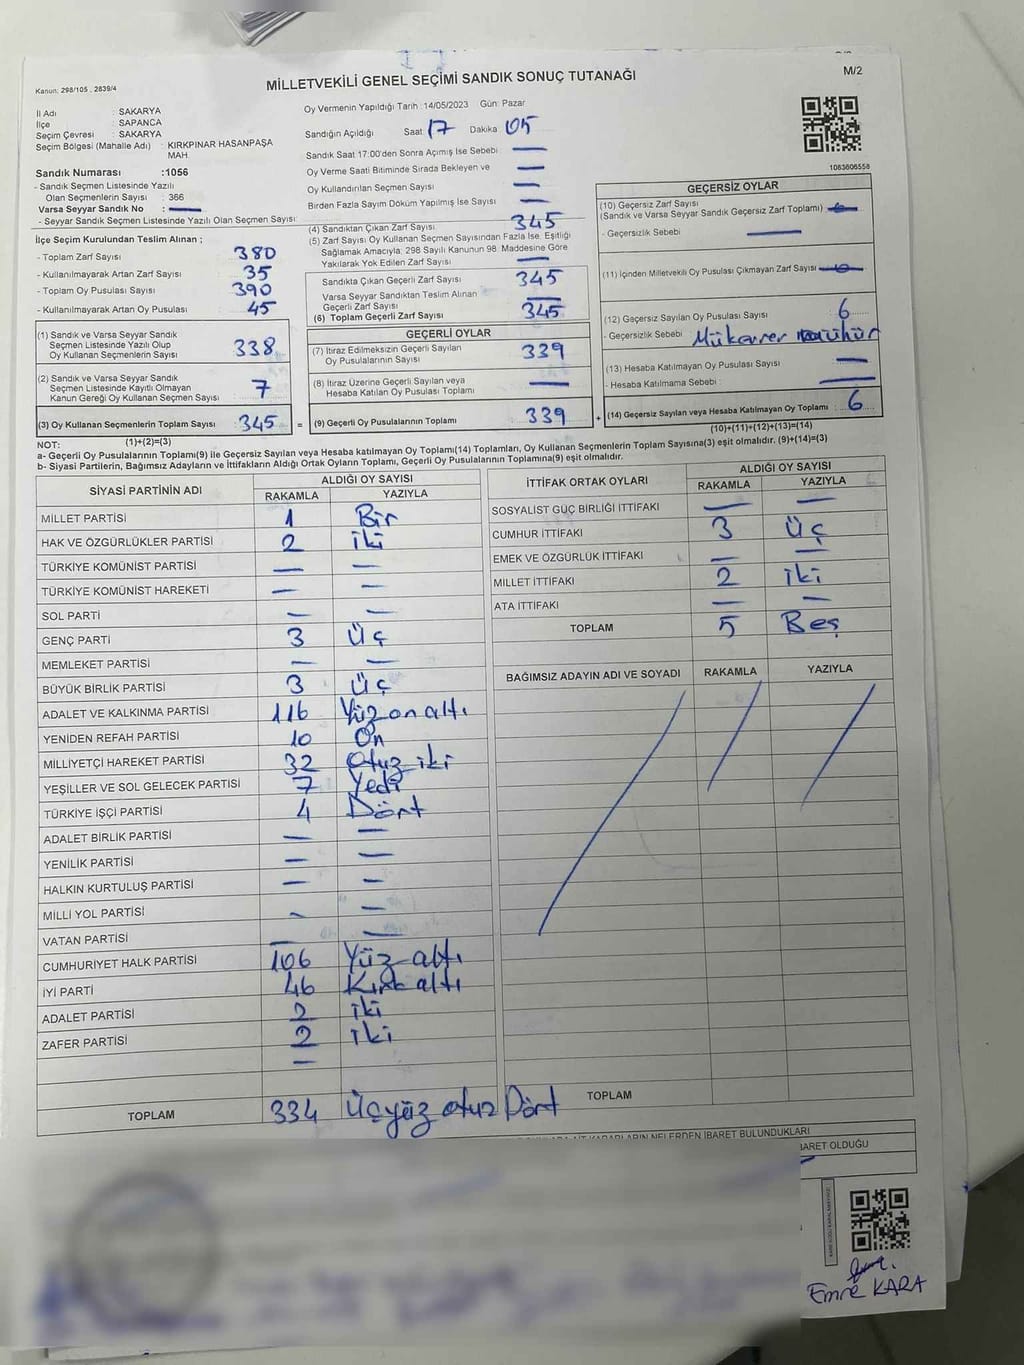 Kanun: 298/105 , 2839/4
MİLLETVEKİLİ GENEL SEÇİMİ SANDIK SONUÇ TUTANAĞI
M/2
İl Adı : SAKARYA
İlçe : SAPANCA
Seçim Çevresi : SAKARYA
Seçim Bölgesi (Mahalle Adı) : KIRKPINAR HASANPAŞA
MAH.
Sandık Numarası :1056
- Sandık Seçmen Listesinde Yazılı
Olan Seçmenlerin Sayısı : 366
Varsa Seyyar Sandık No : —
- Seyyar Sandık Seçmen Listesinde Yazılı Olan Seçmen Sayısı:
Oy Vermenin Yapıldığı Tarih : 14/05/2023 Gün: Pazar
Sandığın Açıldığı Saat 17 Dakika 05
Sandık Saat 17:00'den Sonra Açmış İse Sebebi —
Oy Verme Saati Bitiminde Sırada Bekleyen ve —
Oy Kullandırılan Seçmen Sayısı —
Birden Fazla Sayım Döküm Yapılmış İse Sayısı —
1083606558
İlçe Seçim Kurulundan Teslim Alınan ;
- Toplam Zarf Sayısı 380
- Kullanılmayarak Artan Zarf Sayısı 35
- Toplam Oy Pusulası Sayısı 390
- Kullanılmayarak Artan Oy Pusulası 45
(1) Sandık ve Varsa Seyyar Sandık
Seçmen Listesinde Yazılı Olup
Oy Kullanan Seçmenlerin Sayısı 338
(2) Sandık ve Varsa Seyyar Sandık
Seçmen Listesinde Kayıtlı Olmayan
Kanun Gereği Oy Kullanan Seçmen Sayısı 7
(3) Oy Kullanan Seçmenlerin Toplam Sayısı 345
(4) Sandıktan Çıkan Zarf Sayısı 345
(5) Zarf Sayısı Oy Kullanan Seçmen Sayısından Fazla İse, Eşitliği
Sağlamak Amacıyla; 298 Sayılı Kanunun 98. Maddesine Göre
Yakılarak Yok Edilen Zarf Sayısı —
Sandıkta Çıkan Geçerli Zarf Sayısı 345
Varsa Seyyar Sandıktan Teslim Alınan
Geçerli Zarf Sayısı —
(6) Toplam Geçerli Zarf Sayısı 345
GEÇERLİ OYLAR
(7) İtiraz Edilmeksizin Geçerli Sayılan
Oy Pusulalarının Sayısı 339
(8) İtiraz Üzerine Geçerli Sayılan veya
Hesaba Katılan Oy Pusulası Toplamı —
= (9) Geçerli Oy Pusulalarının Toplamı 339 +
GEÇERSİZ OYLAR
(10) Geçersiz Zarf Sayısı
(Sandık ve Varsa Seyyar Sandık Geçersiz Zarf Toplamı)
- Geçersizlik Sebebi —
(11) İçinden Milletvekili Oy Pusulası Çıkmayan Zarf Sayısı
(12) Geçersiz Sayılan Oy Pusulası Sayısı 6
- Geçersizlik Sebebi Mükerrer mühür
(13) Hesaba Katılmayan Oy Pusulası Sayısı —
- Hesaba Katılmama Sebebi —
(14) Geçersiz Sayılan veya Hesaba Katılmayan Oy Toplamı 6
NOT: (1)+(2)=(3)
(10)+(11)+(12)+(13)=(14)
a- Geçerli Oy Pusulalarının Toplamı(9) ile Geçersiz Sayılan veya Hesaba katılmayan Oy Toplamı(14) Toplamları, Oy Kullanan Seçmenlerin Toplam Sayısına(3) eşit olmalıdır. (9)+(14)=(3)
b- Siyasi Partilerin, Bağımsız Adayların ve İttifakların Aldığı Ortak Oyların Toplamı, Geçerli Oy Pusulalarının Toplamına(9) eşit olmalıdır.
SİYASİ PARTİNİN ADI ALDIĞI OY SAYISI
RAKAMLA YAZIYLA
MİLLET PARTİSİ 1 Bir
HAK VE ÖZGÜRLÜKLER PARTİSİ 2 iki
TÜRKİYE KOMÜNİST PARTİSİ — —
TÜRKİYE KOMÜNİST HAREKETİ — —
SOL PARTİ — —
GENÇ PARTİ 3 Üç
MEMLEKET PARTİSİ — —
BÜYÜK BİRLİK PARTİSİ 3 Üç
ADALET VE KALKINMA PARTİSİ 116 Yüz on altı
YENİDEN REFAH PARTİSİ 10 On
MİLLİYETÇİ HAREKET PARTİSİ 32 Otuz iki
YEŞİLLER VE SOL GELECEK PARTİSİ 7 Yedi
TÜRKİYE İŞÇİ PARTİSİ 4 Dört
ADALET BİRLİK PARTİSİ — —
YENİLİK PARTİSİ — —
HALKIN KURTULUŞ PARTİSİ — —
MİLLİ YOL PARTİSİ — —
VATAN PARTİSİ — —
CUMHURİYET HALK PARTİSİ 106 Yüz altı
İYİ PARTİ 46 Kırk altı
ADALET PARTİSİ 2 iki
ZAFER PARTİSİ 2 iki
—
TOPLAM 334 Üçyüz otuz Dört
İTTİFAK ORTAK OYLARI ALDIĞI OY SAYISI
RAKAMLA YAZIYLA
SOSYALİST GÜÇ BİRLİĞİ İTTİFAKI — —
CUMHUR İTTİFAKI 3 Üç
EMEK VE ÖZGÜRLÜK İTTİFAKI — —
MİLLET İTTİFAKI 2 iki
ATA İTTİFAKI — —
TOPLAM 5 Beş
BAĞIMSIZ ADAYIN ADI VE SOYADI RAKAMLA YAZIYLA
TOPLAM
KARARLARIN NELERDEN İBARET BULUNDUKLARI
İBARET OLDUĞU
Emre KARA